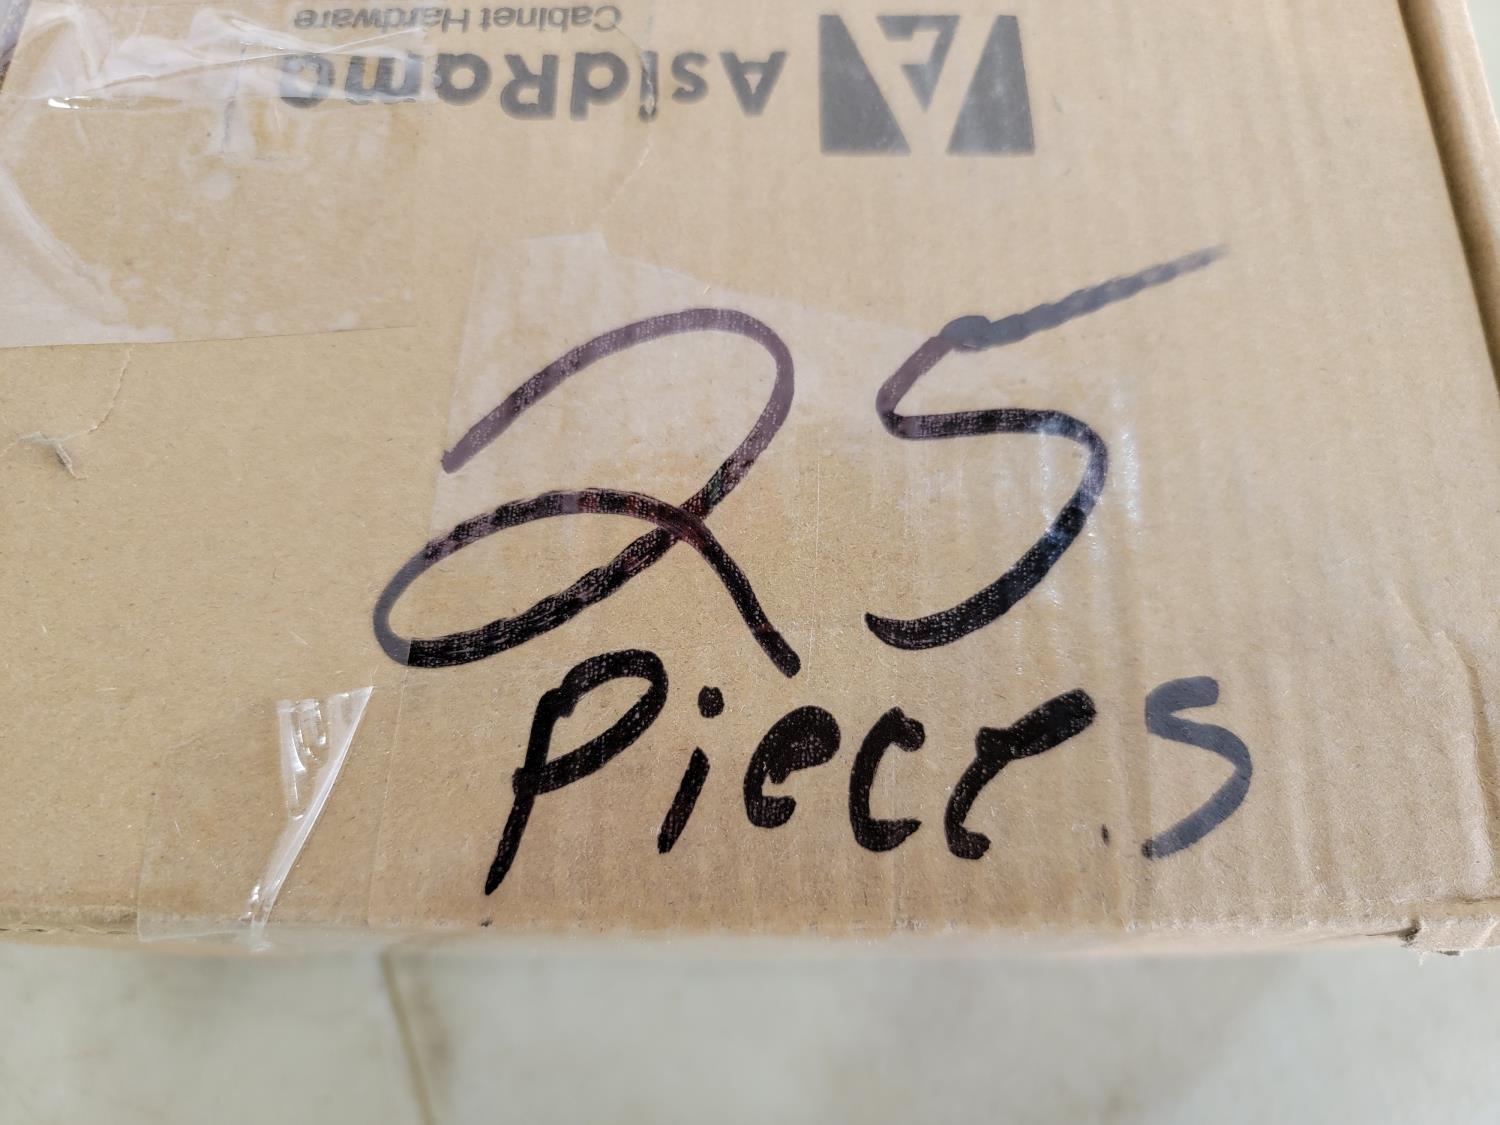 AsidRama
Cabinet Hardware
25
Pieces